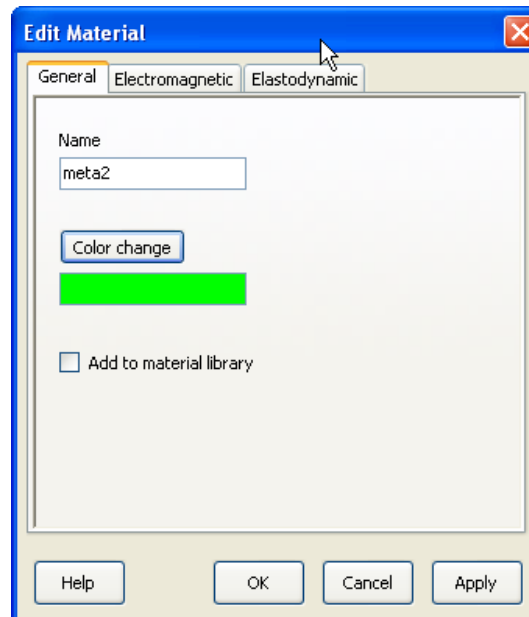 Edit Material
General Electromagnetic Elastodynamic
Name
meta2
Color change
Add to material library
Help OK Cancel Apply